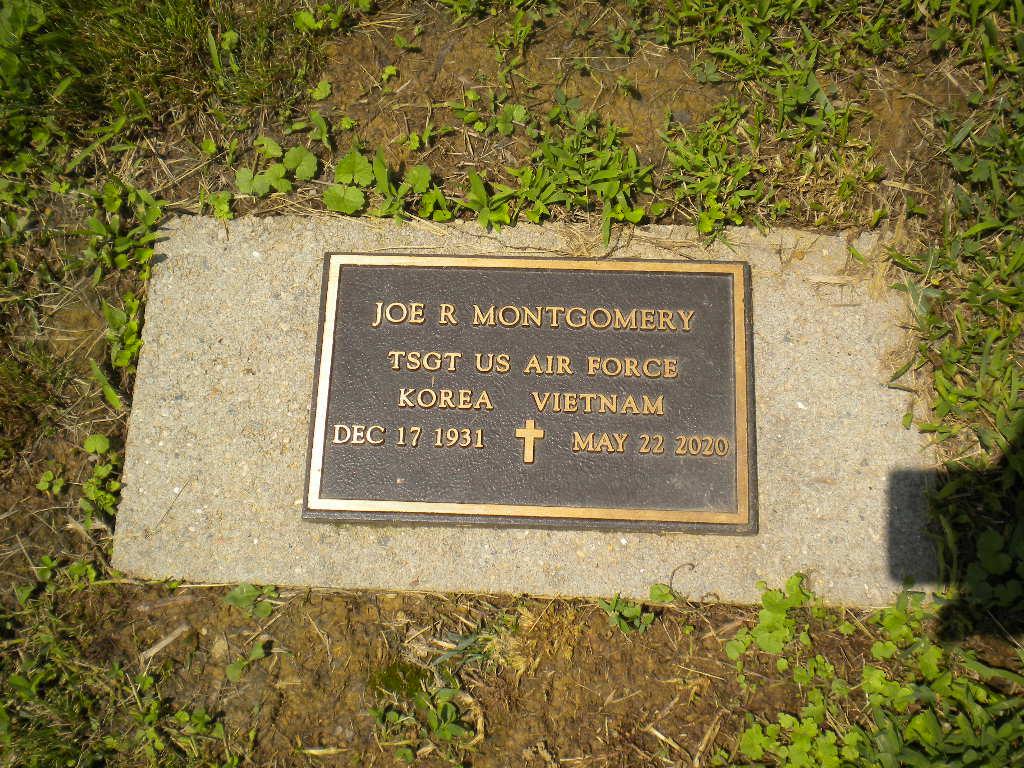 JOE R MONTGOMERY
TSGT US AIR FORCE
KOREA VIETNAM
DEC 17 1931 MAY 22 2020